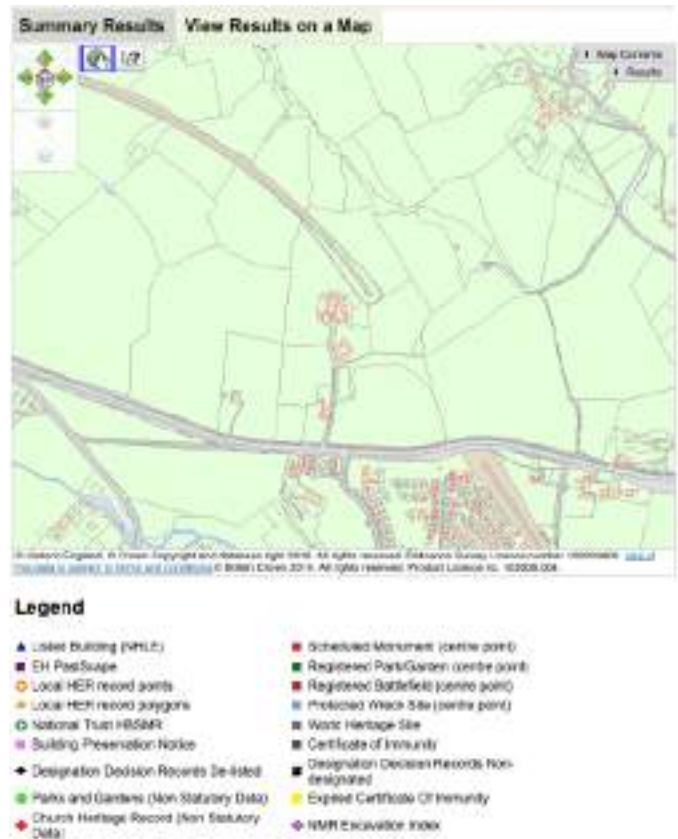 Summary Results View Results on a Map
Map Contents
Results
Legend
Listed Building (NHLE)
EH PastScape
Local HER record points
Local HER record polygons
National Trust HBSMR
Building Preservation Notice
Designation Decision Records De-listed
Parks and Gardens (Non Statutory Data)
Church Heritage Record (Non Statutory Data)
Scheduled Monument (centre point)
Registered Park/Garden (centre point)
Registered Battlefield (centre point)
Protected Wreck Site (centre point)
World Heritage Site
Certificate of Immunity
Designation Decision Records Non-
designated
Expired Certificate Of Immunity
NMR Excavation Index